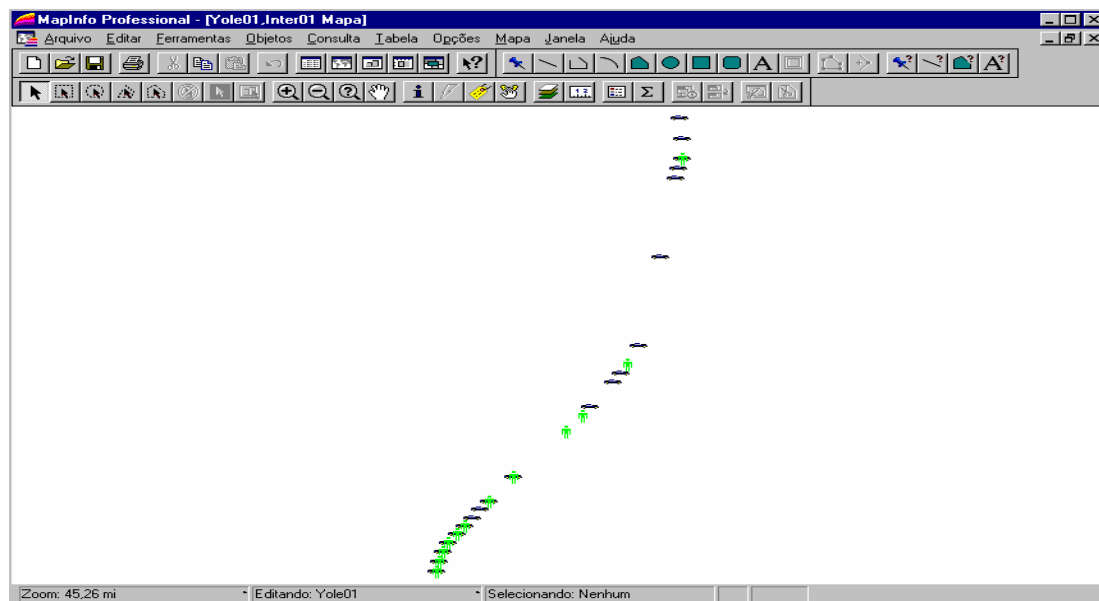 MapInfo Professional - [Yole01,Inter01 Mapa]
Arquivo Editar Ferramentas Objetos Consulta Tabela Opções Mapa Janela Ajuda
Zoom: 45,26 mi Editando: Yole01 Selecionando: Nenhum